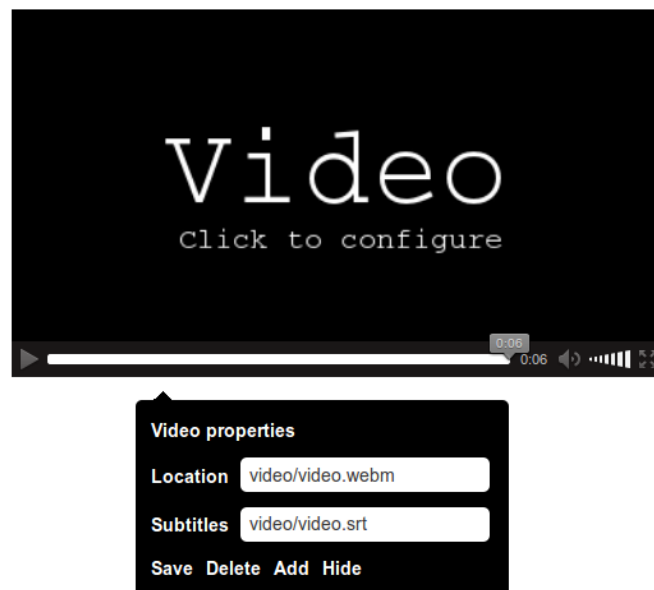 Video
Click to configure
0:06
0:06
Video properties
Location video/video.webm
Subtitles video/video.srt
Save Delete Add Hide